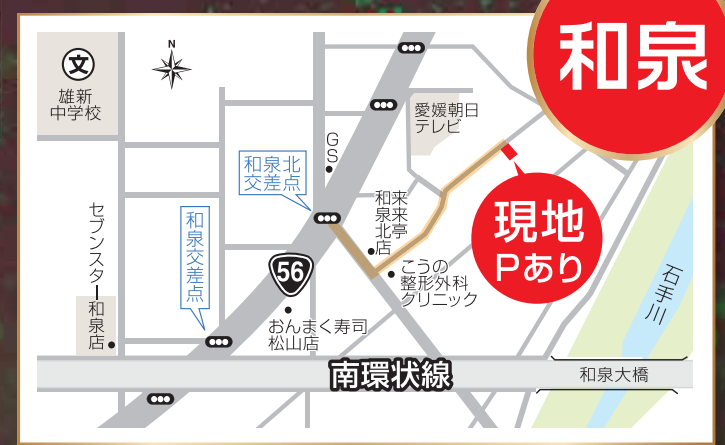 和泉
N
文
雄新
中学校
愛媛朝日
テレビ
GS
和泉北
交差点
現地
Pあり
来来亭
和泉北店
和泉交差点
セブンスター和泉店
こうの
整形外科
クリニック
56
石手川
おんまく寿司
松山店
南環状線
和泉大橋